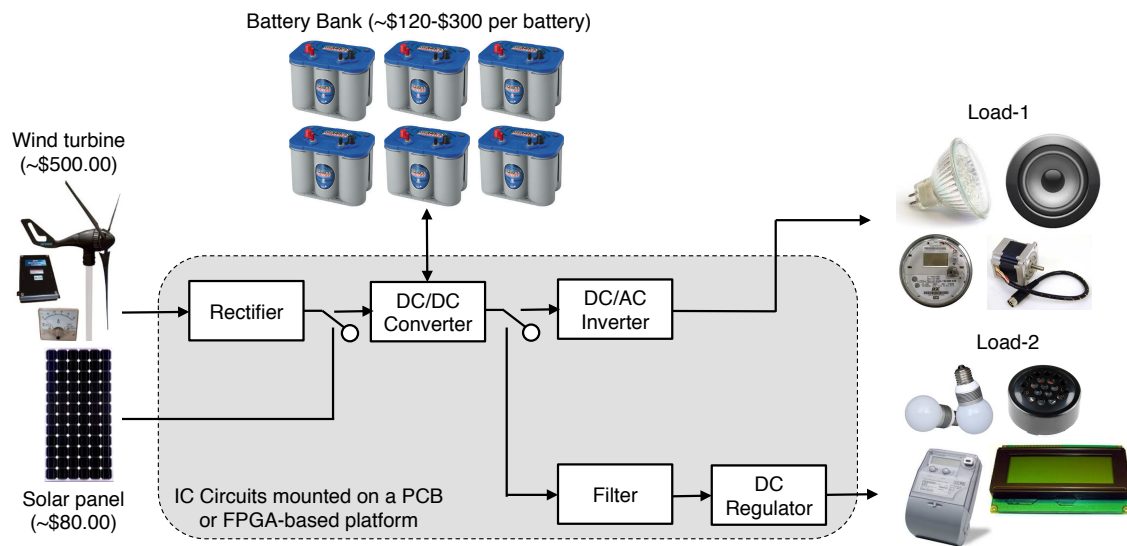 Battery Bank (~$120-$300 per battery)
Wind turbine
(~$500.00)
Load-1
Rectifier
DC/DC
Converter
DC/AC
Inverter
Load-2
Solar panel
(~$80.00)
IC Circuits mounted on a PCB
or FPGA-based platform
Filter
DC
Regulator